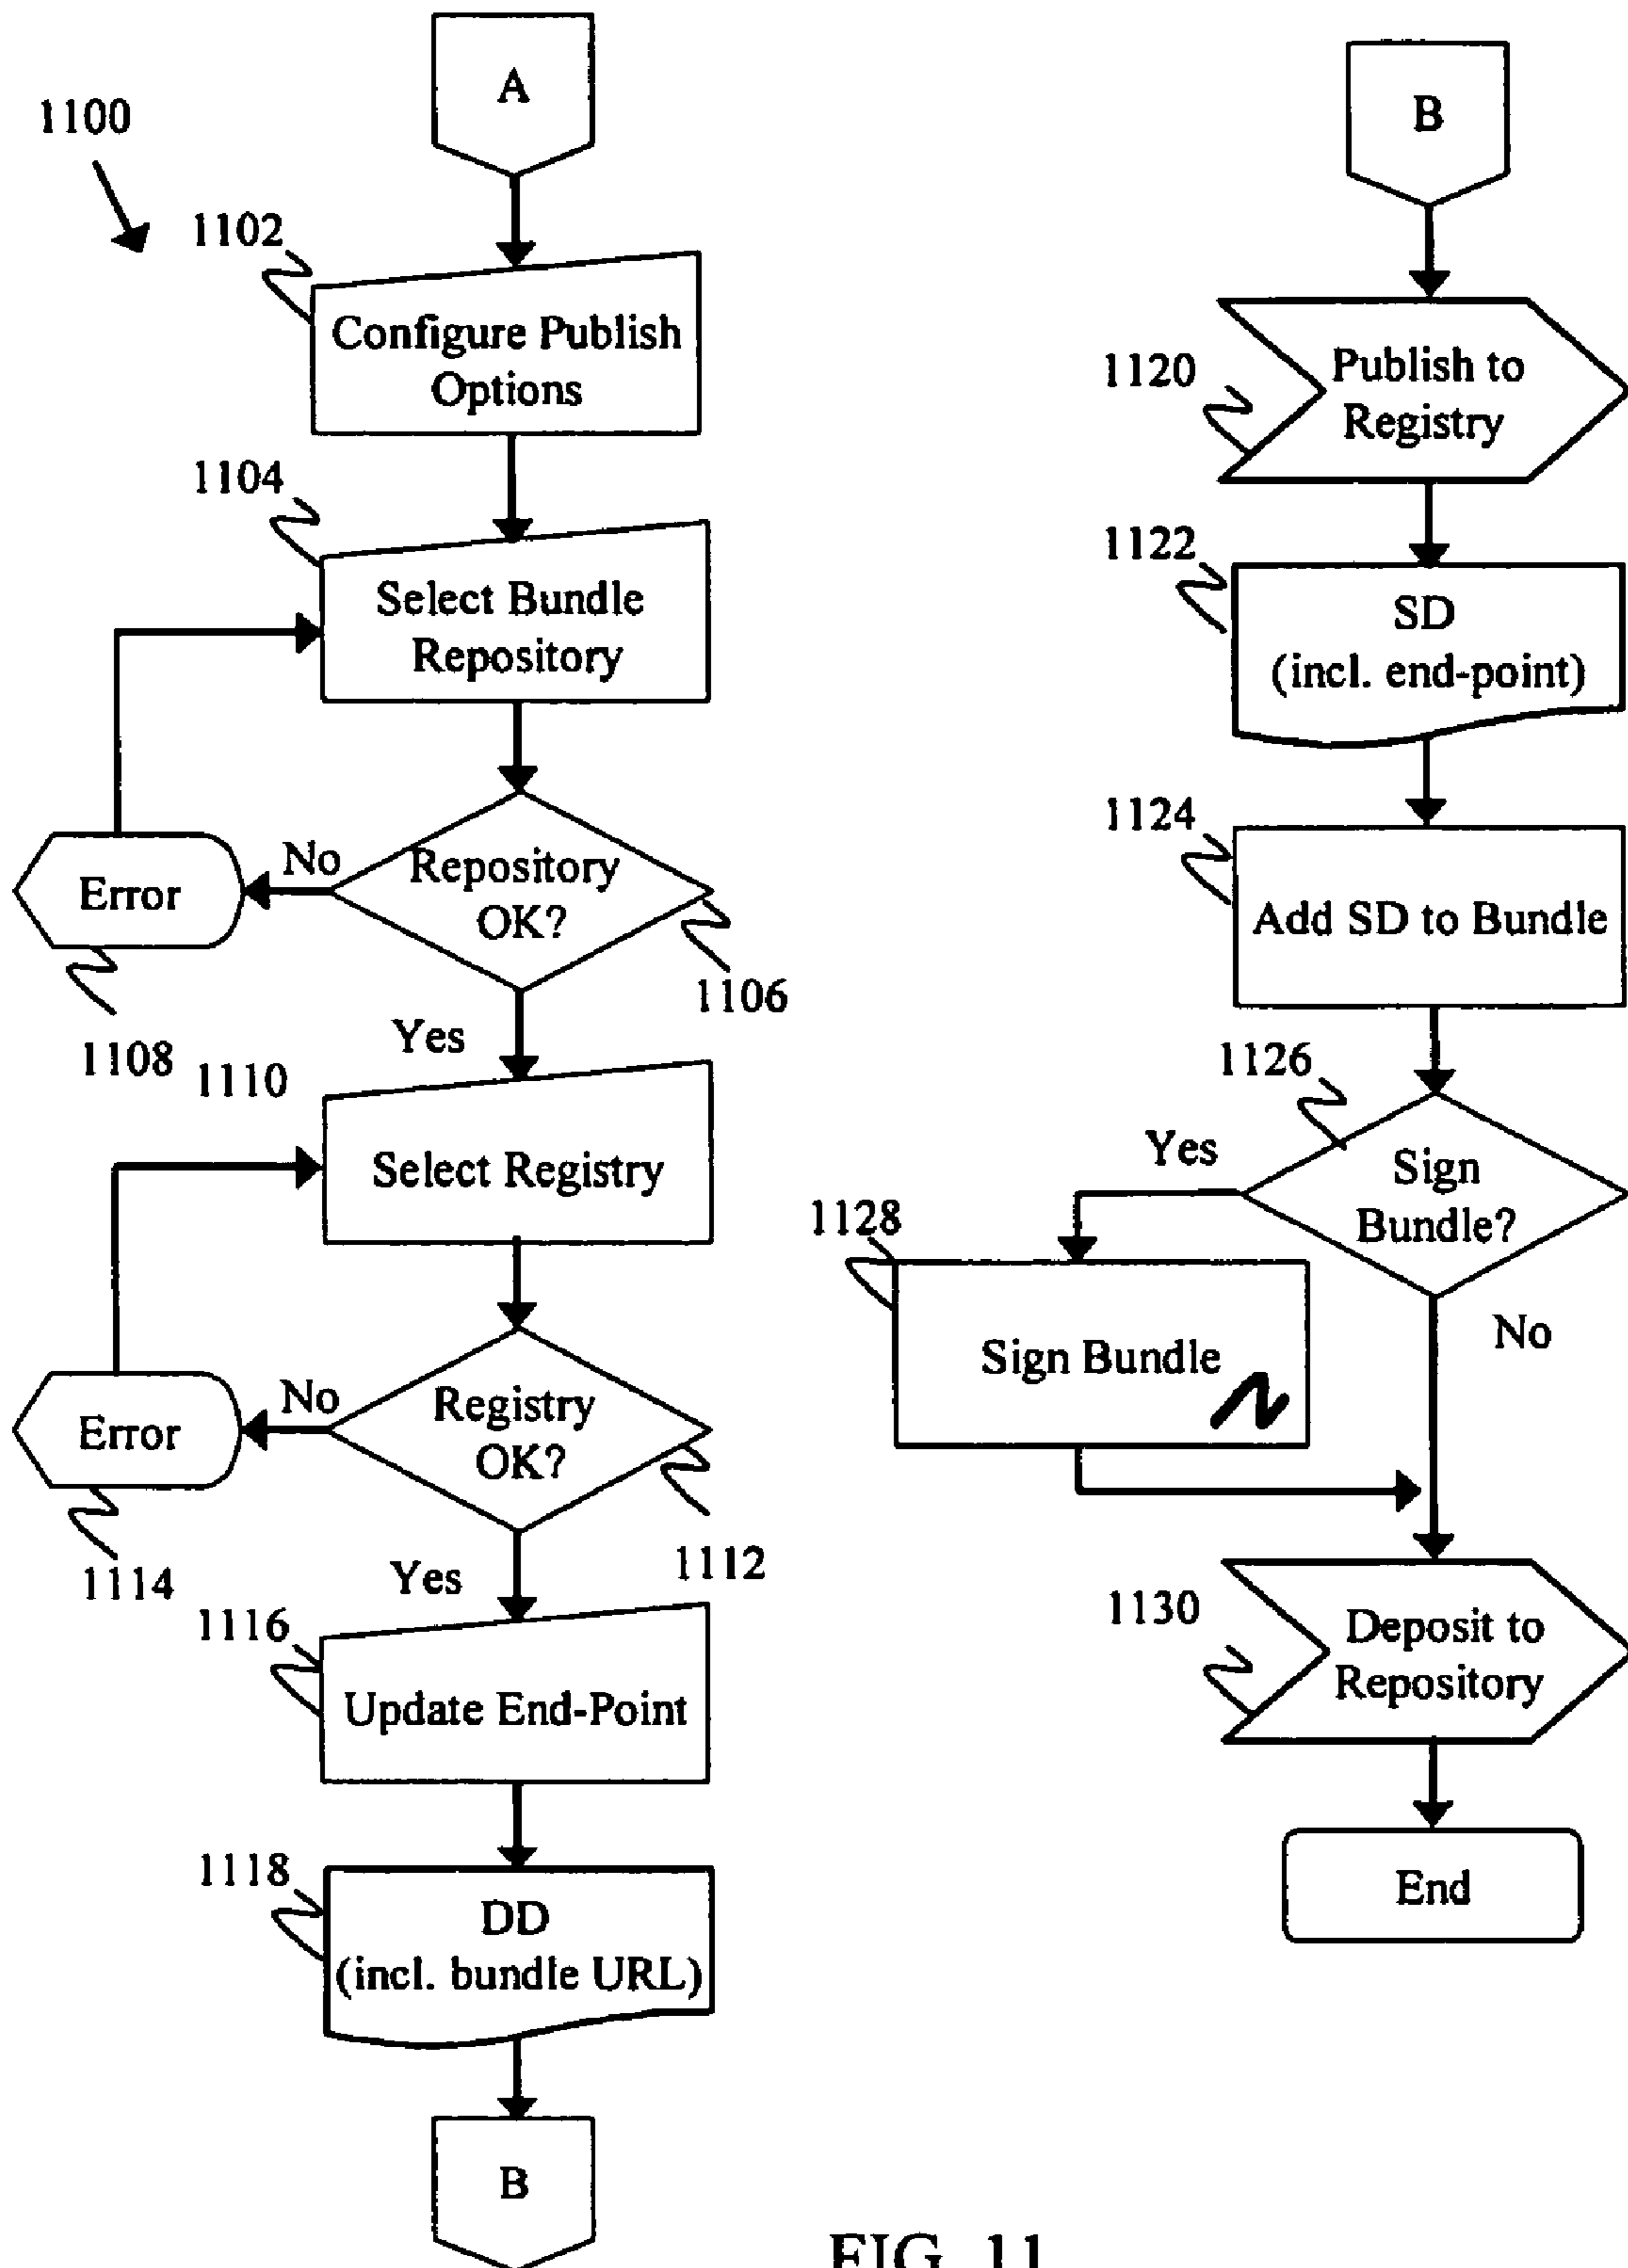 A
1100
1102
Configure Publish
Options
1104
Select Bundle
Repository
No
Error
Repository
OK?
1106
1108
Yes
1110
Select Registry
No
Error
Registry
OK?
1112
1114
Yes
1116
Update End-Point
1118
DD
(incl. bundle URL)
B
B
1120
Publish to
Registry
1122
SD
(incl. end-point)
1124
Add SD to Bundle
1126
Yes
Sign
Bundle?
1128
No
Sign Bundle
1130
Deposit to
Repository
End
FIG. 11